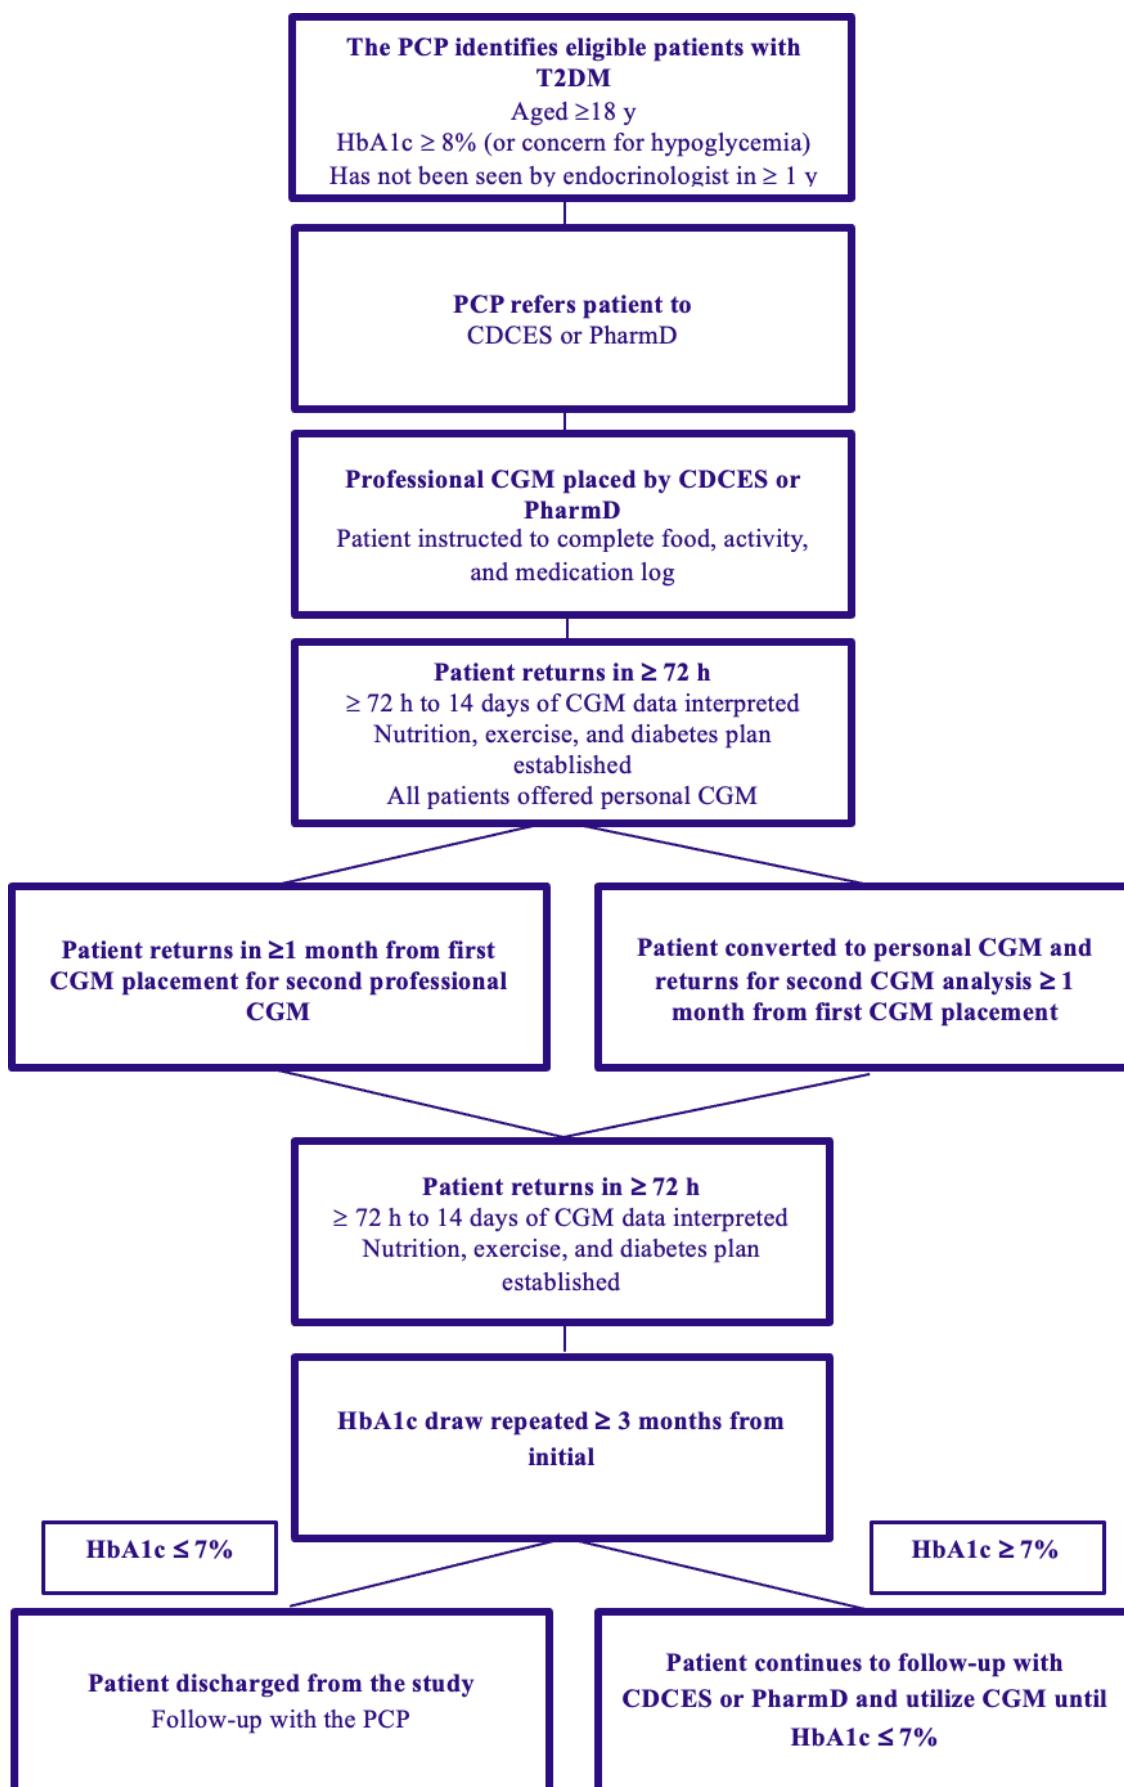 The PCP identifies eligible patients with
T2DM
Aged ≥18 y
HbA1c ≥ 8% (or concern for hypoglycemia)
Has not been seen by endocrinologist in ≥ 1 y
PCP refers patient to
CDCES or PharmD
Professional CGM placed by CDCES or
PharmD
Patient instructed to complete food, activity,
and medication log
Patient returns in ≥ 72 h
≥ 72 h to 14 days of CGM data interpreted
Nutrition, exercise, and diabetes plan
established
All patients offered personal CGM
Patient returns in ≥1 month from first
CGM placement for second professional
CGM
Patient converted to personal CGM and
returns for second CGM analysis ≥ 1
month from first CGM placement
Patient returns in ≥ 72 h
≥ 72 h to 14 days of CGM data interpreted
Nutrition, exercise, and diabetes plan
established
HbA1c draw repeated ≥ 3 months from
initial
HbA1c ≤ 7%
HbA1c ≥ 7%
Patient discharged from the study
Follow-up with the PCP
Patient continues to follow-up with
CDCES or PharmD and utilize CGM until
HbA1c ≤ 7%